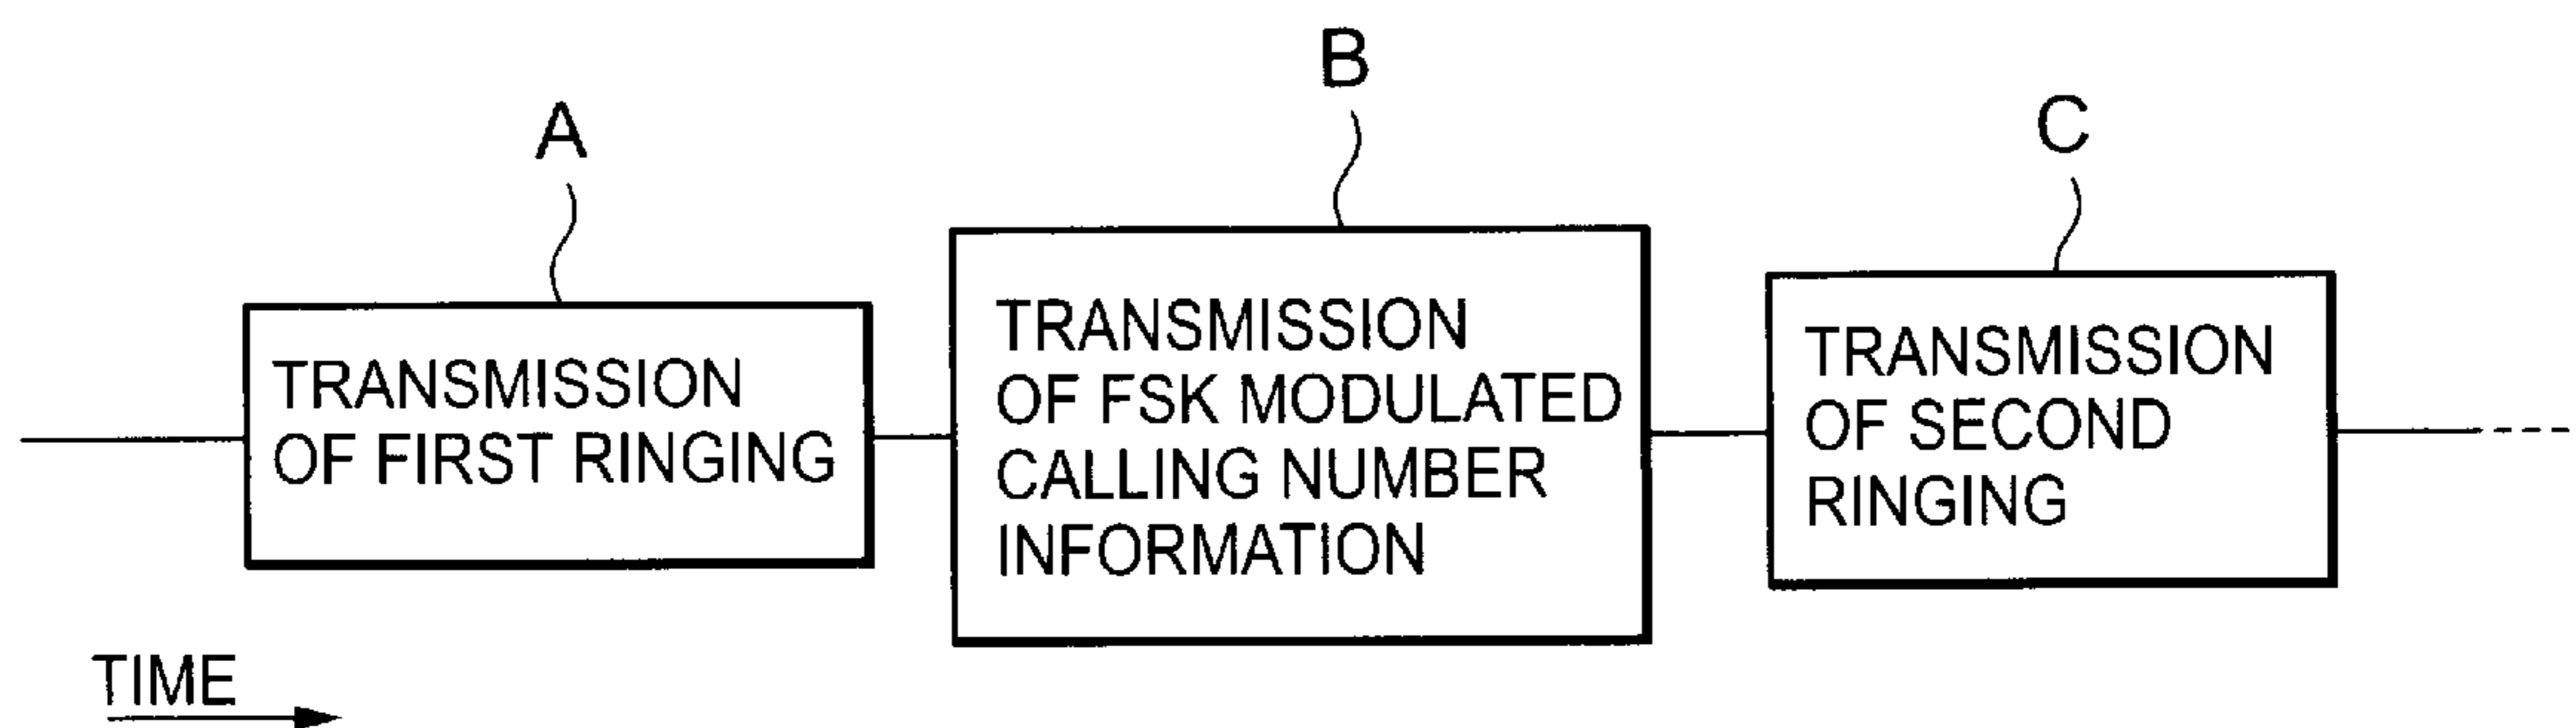 A
B
C
TRANSMISSION
OF FIRST RINGING
TRANSMISSION
OF FSK MODULATED
CALLING NUMBER
INFORMATION
TRANSMISSION
OF SECOND
RINGING
TIME